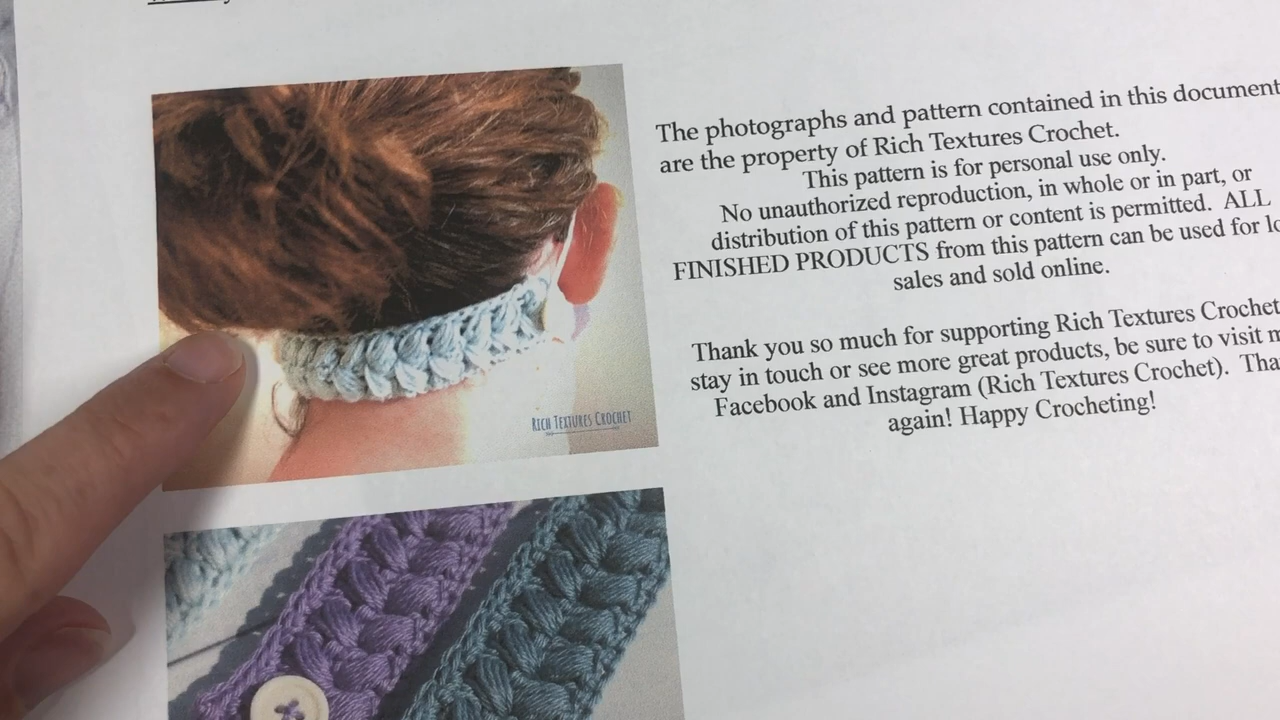 The photographs and pattern contained in this document
are the property of Rich Textures Crochet.
This pattern is for personal use only.
No unauthorized reproduction, in whole or in part, or
distribution of this pattern or content is permitted. ALL
FINISHED PRODUCTS from this pattern can be used for
sales and sold online.
Thank you so much for supporting Rich Textures Crochet
stay in touch or see more great products, be sure to visit
Facebook and Instagram (Rich Textures Crochet).
again! Happy Crocheting!
RICH TEXTURES CROCHET